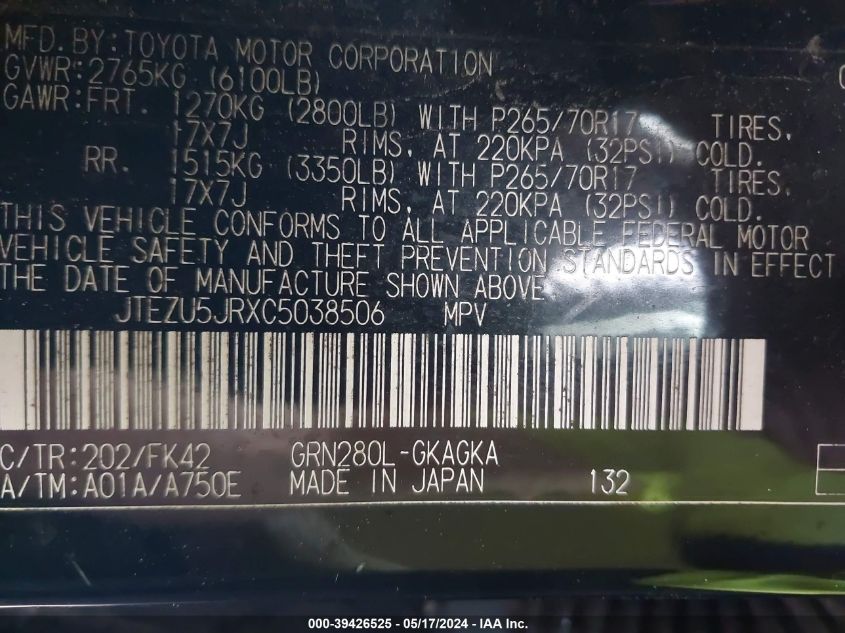 MFD. BY: TOYOTA MOTOR CORPORATION
GVWR: 2765KG (6100LB)
GAWR: FRT. 1270KG (2800LB) WITH P265/70R17 TIRES,
17X7J RIMS, AT 220KPA (32PSI) COLD.
RR. 1515KG (3350LB) WITH P265/70R17 TIRES,
17X7J RIMS, AT 220KPA (32PSI) COLD.
THIS VEHICLE CONFORMS TO ALL APPLICABLE FEDERAL MOTOR
VEHICLE SAFETY AND THEFT PREVENTION STANDARDS IN EFFECT
THE DATE OF MANUFACTURE SHOWN ABOVE.
JTEZU5JRXC5038506 MPV
C/TR: 202/FK42 GRN280L-GKAGKA
A/TM: A01A/A750E MADE IN JAPAN 132
000-39426525 - 05/17/2024 - IAA Inc.